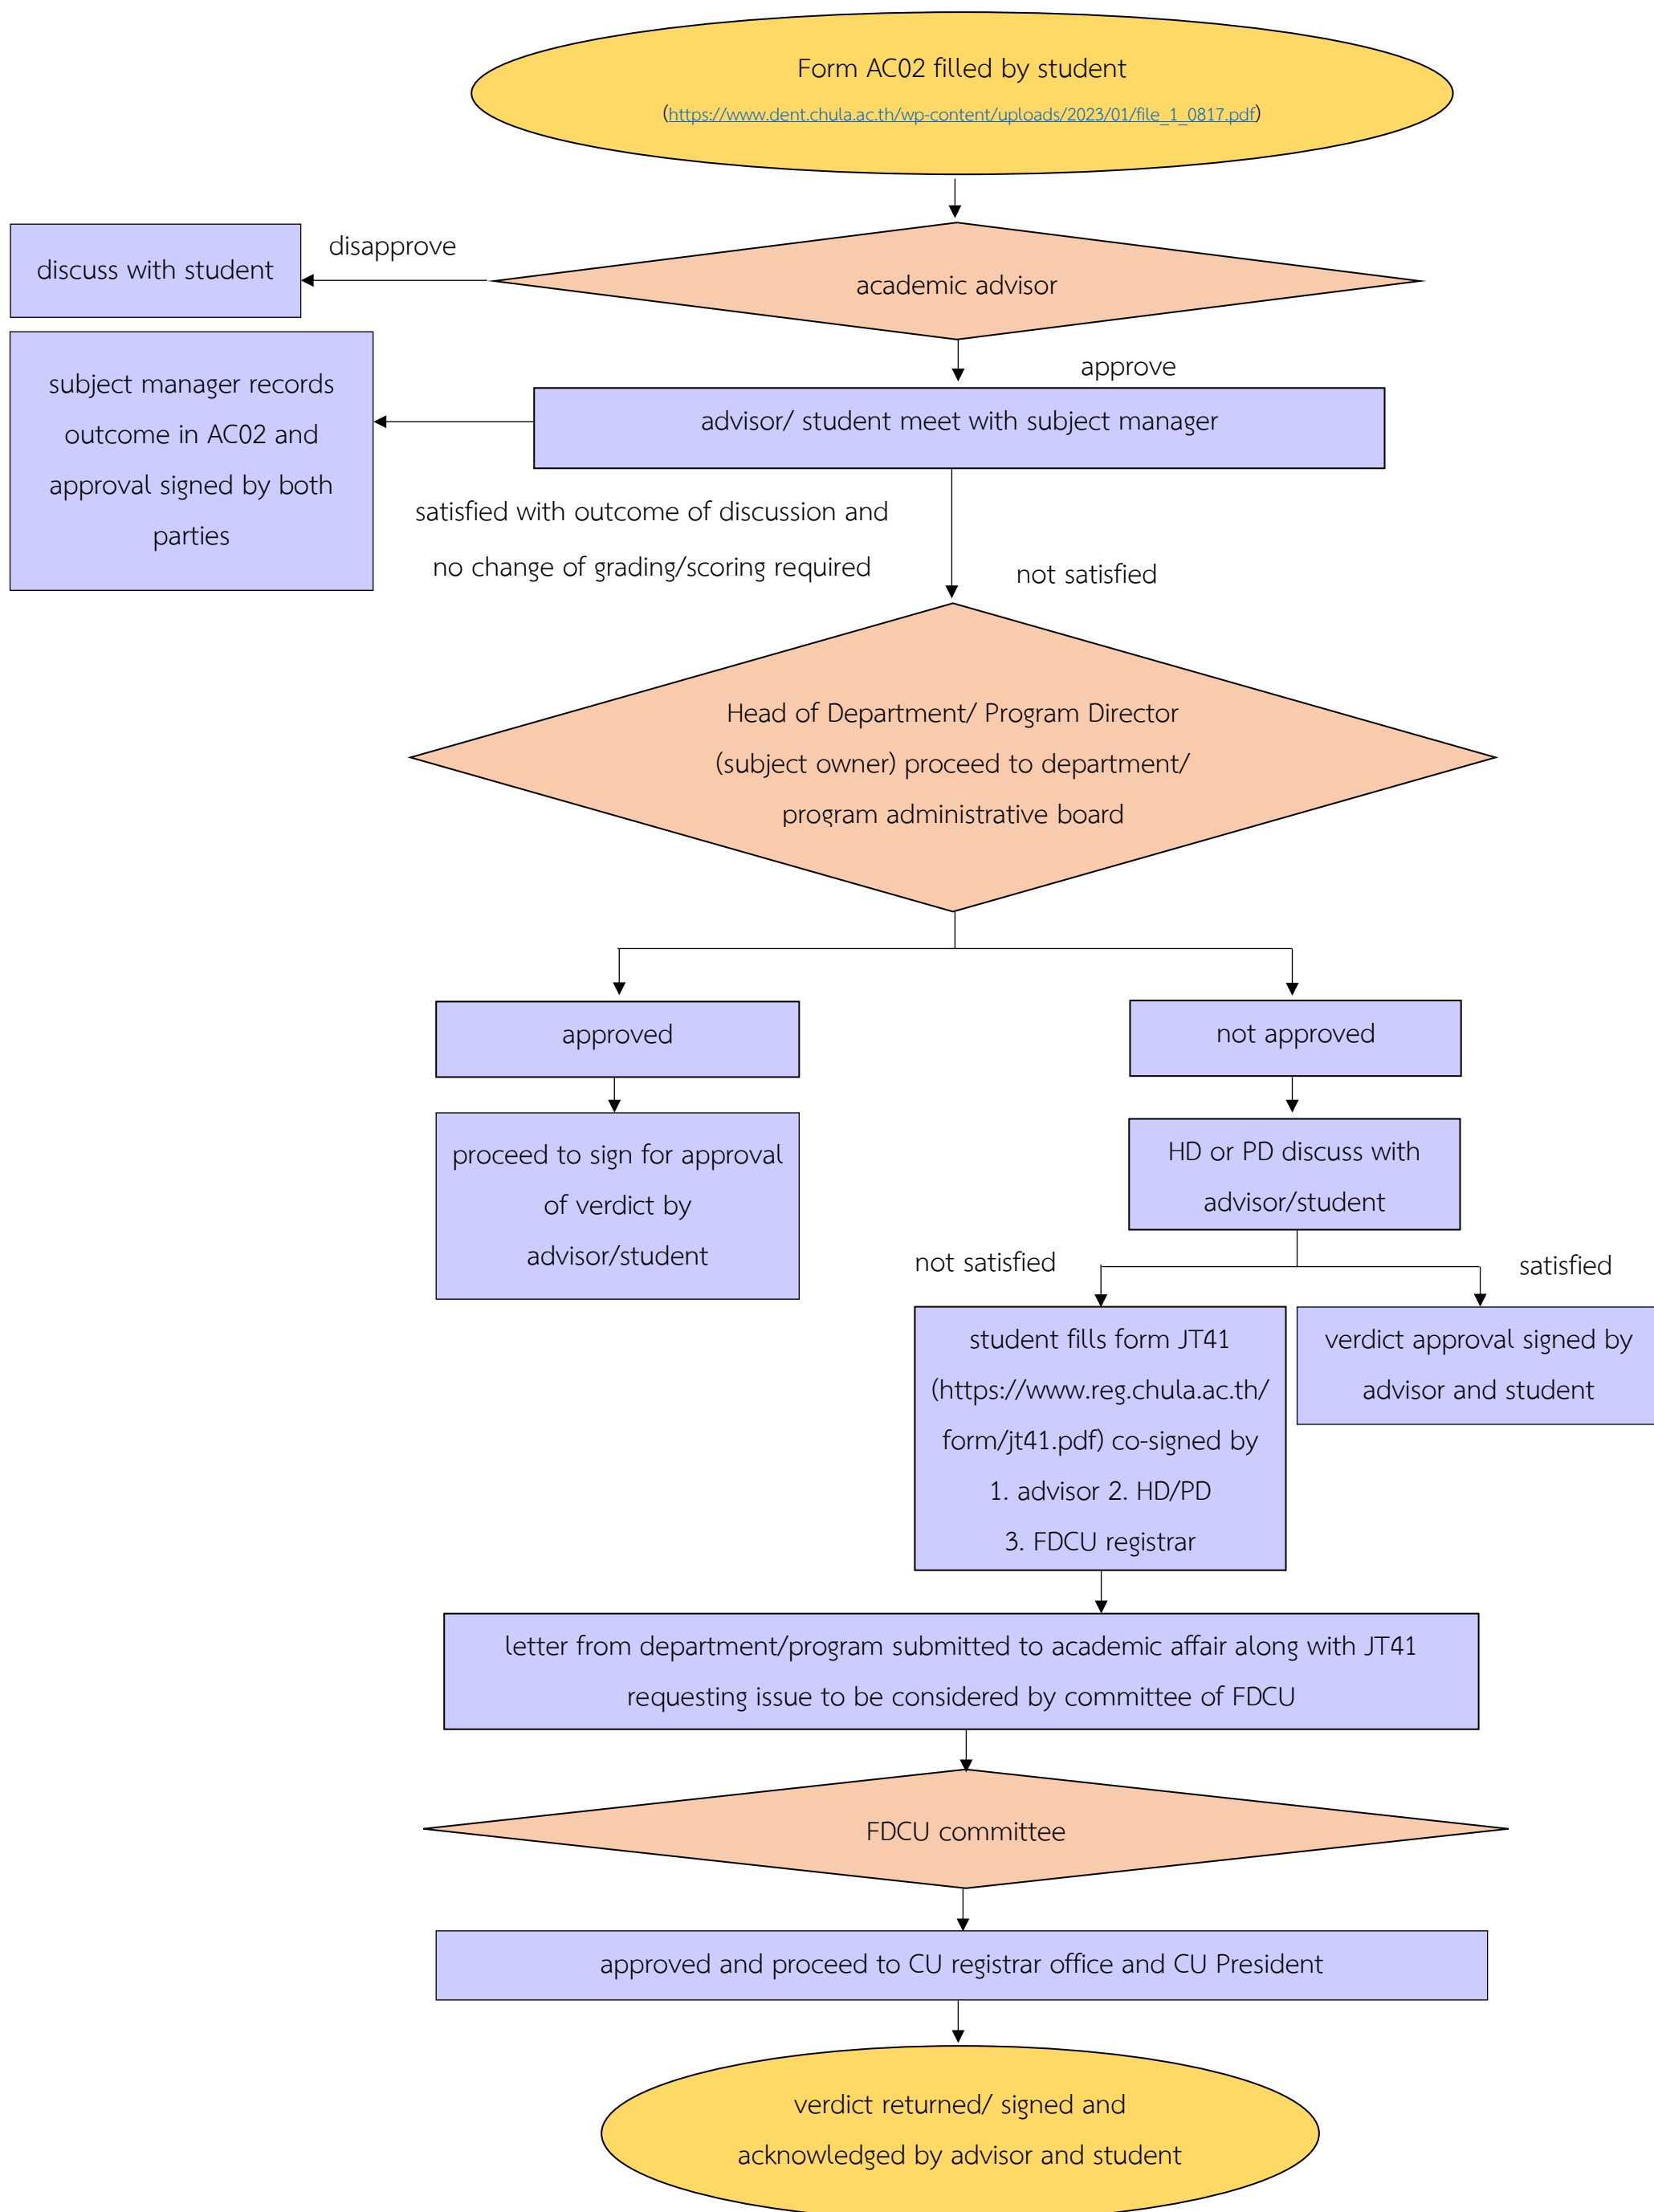 Form AC02 filled by student
(https://www.dent.chula.ac.th/wp-content/uploads/2023/01/file_1_0817.pdf)
disapprove
discuss with student
academic advisor
approve
subject manager records
outcome in AC02 and
approval signed by both
parties
advisor/ student meet with subject manager
satisfied with outcome of discussion and
no change of grading/scoring required
not satisfied
Head of Department/ Program Director
(subject owner) proceed to department/
program administrative board
approved
not approved
proceed to sign for approval
of verdict by
advisor/student
HD or PD discuss with
advisor/student
not satisfied
satisfied
student fills form JT41
(https://www.reg.chula.ac.th/
form/jt41.pdf) co-signed by
1. advisor 2. HD/PD
3. FDCU registrar
verdict approval signed by
advisor and student
letter from department/program submitted to academic affair along with JT41
requesting issue to be considered by committee of FDCU
FDCU committee
approved and proceed to CU registrar office and CU President
verdict returned/ signed and
acknowledged by advisor and student